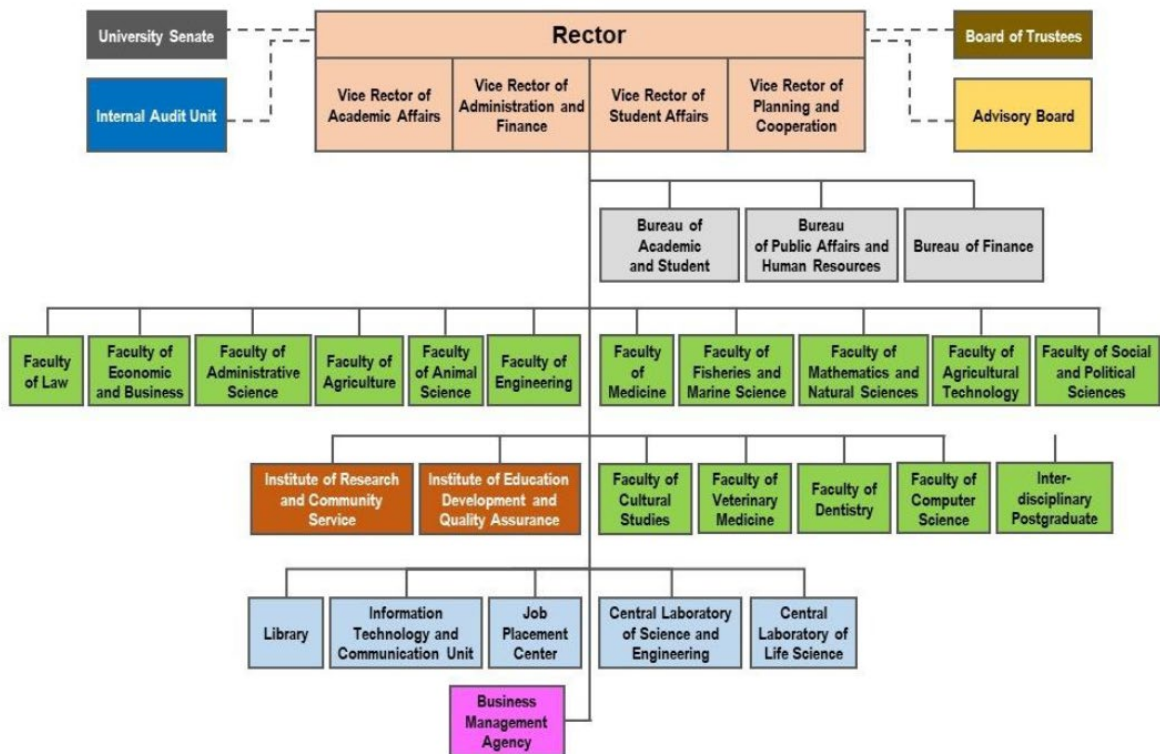 University Senate
Rector
Board of Trustees
Internal Audit Unit
Vice Rector of
Academic Affairs
Vice Rector of
Administration and
Finance
Vice Rector of
Student Affairs
Vice Rector of
Planning and
Cooperation
Advisory Board
Bureau of
Academic
and Student
Bureau
of Public Affairs and
Human Resources
Bureau of Finance
Faculty
of Law
Faculty of
Economic
and Business
Faculty of
Administrative
Science
Faculty of
Agriculture
Faculty
of Animal
Science
Faculty of
Engineering
Faculty
of
Medicine
Faculty of
Fisheries and
Marine Science
Faculty of
Mathematics and
Natural Sciences
Faculty of
Agricultural
Technology
Faculty of Social
and Political
Sciences
Institute of Research
and Community
Service
Institute of Education
Development and
Quality Assurance
Faculty of
Cultural
Studies
Faculty of
Veterinary
Medicine
Faculty of
Dentistry
Faculty of
Computer
Science
Inter-
disciplinary
Postgraduate
Library
Information
Technology and
Communication Unit
Job
Placement
Center
Central Laboratory
of Science and
Engineering
Central
Laboratory of
Life Science
Business
Management
Agency